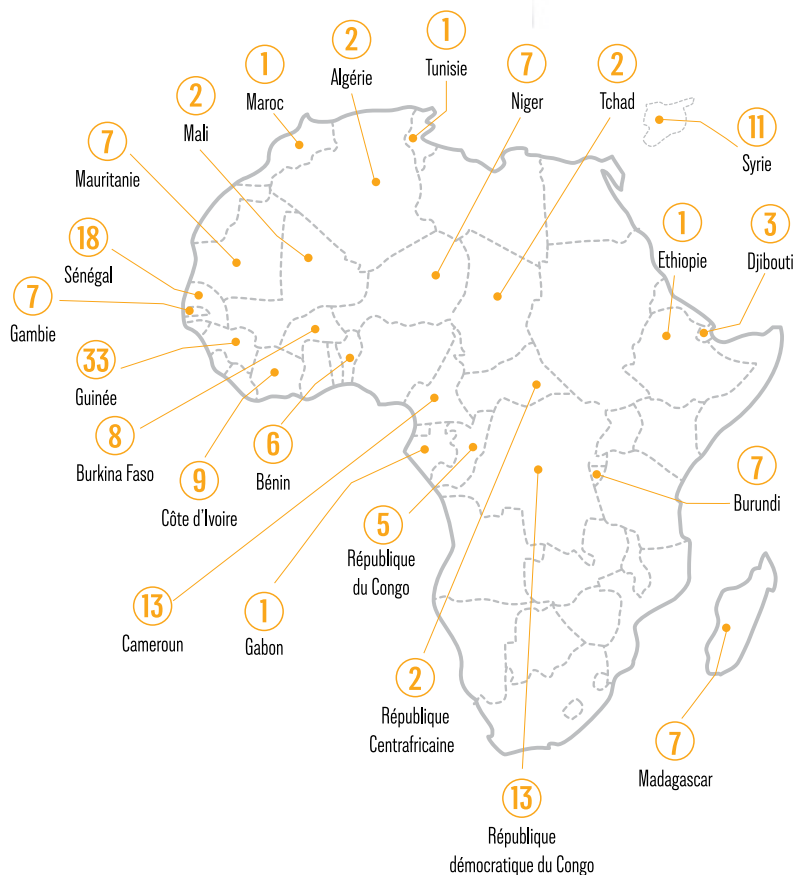 1
Tunisie
2
Algérie
7
Niger
2
Tchad
1
Maroc
2
Mali
11
Syrie
7
Mauritanie
18
Sénégal
1
Ethiopie
3
Djibouti
7
Gambie
33
Guinée
8
Burkina Faso
6
Bénin
9
Côte d'Ivoire
7
Burundi
5
République
du Congo
13
Cameroun
1
Gabon
2
République
Centrafricaine
7
Madagascar
13
République
démocratique du Congo